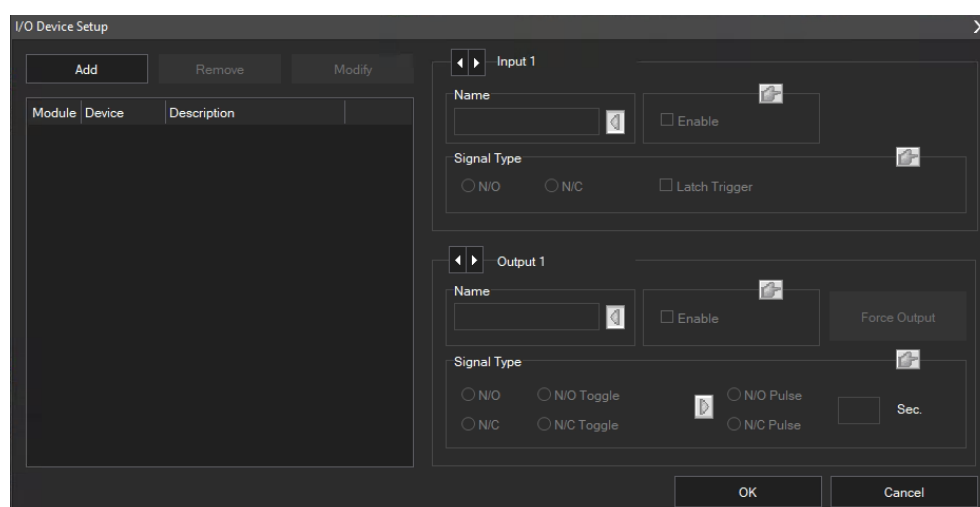 I/O Device Setup
X
Add Remove Modify
Module Device Description
Input 1
Name
Enable
Signal Type
N/O N/C Latch Trigger
Output 1
Name
Enable
Force Output
Signal Type
N/O N/O Toggle N/O Pulse
Sec.
N/C N/C Toggle N/C Pulse
OK Cancel